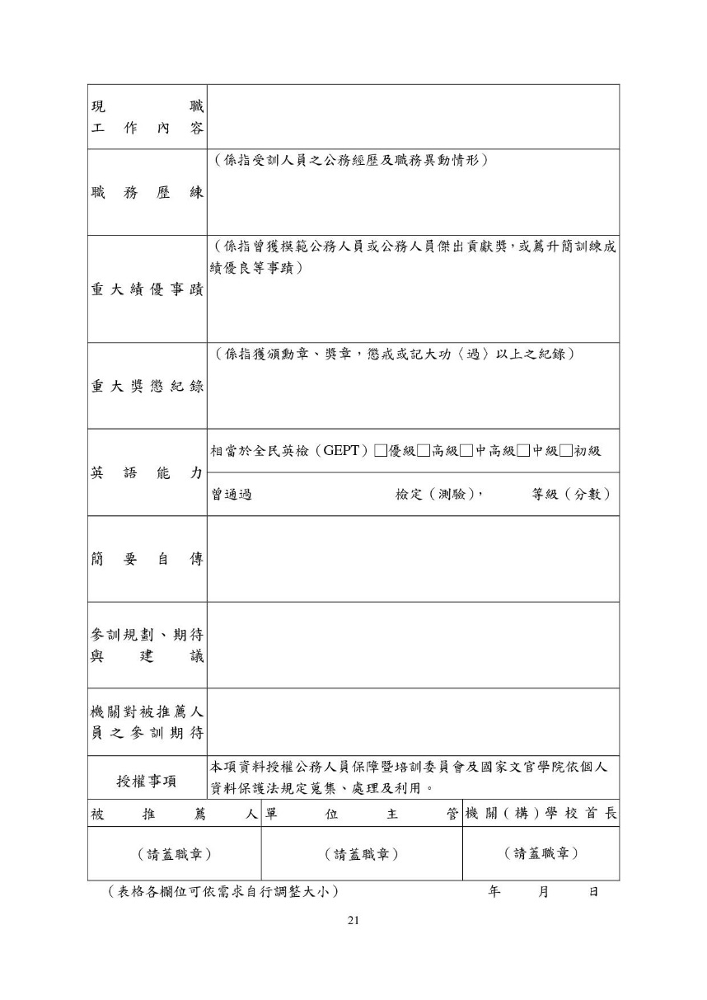 現職
工作內容
職務歷練
（係指受訓人員之公務經歷及職務異動情形）
重大績優事蹟
（係指曾獲模範公務人員或公務人員傑出貢獻獎，或薦升簡訓練成
績優良等事蹟）
重大獎懲紀錄
（係指獲頒勳章、獎章，懲戒或記大功〈過〉以上之紀錄）
英語能力
相當於全民英檢（GEPT）□優級□高級□中高級□中級□初級
曾通過 檢定（測驗）， 等級（分數）
簡要自傳
參訓規劃、期待
與建議
機關對被推薦人
員之參訓期待
授權事項
本項資料授權公務人員保障暨培訓委員會及國家文官學院依個人
資料保護法規定蒐集、處理及利用。
被推薦人 單位主管 機關(構)學校首長
（請蓋職章） （請蓋職章） （請蓋職章）
（表格各欄位可依需求自行調整大小） 年 月 日
21